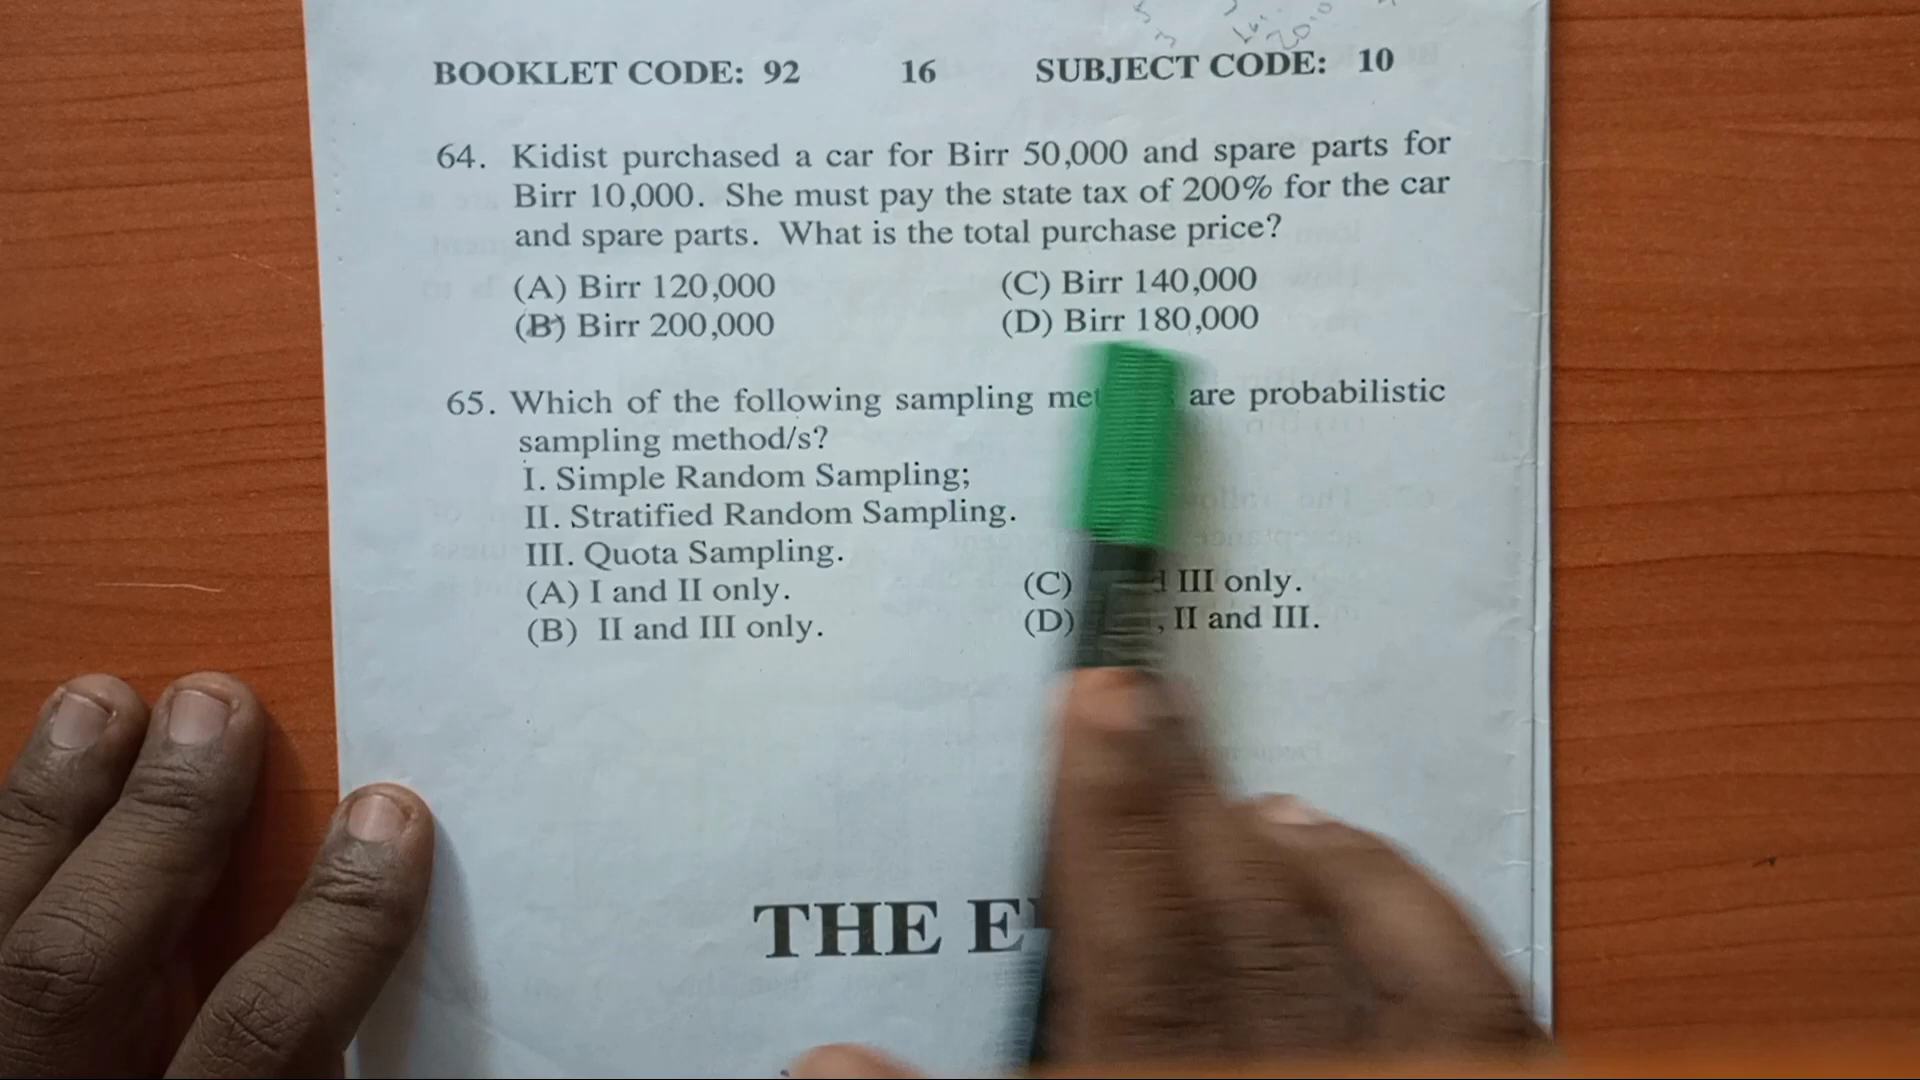 BOOKLET CODE: 92 16 SUBJECT CODE: 10
64. Kidist purchased a car for Birr 50,000 and spare parts for
Birr 10,000. She must pay the state tax of 200% for the car
and spare parts. What is the total purchase price?
(A) Birr 120,000 (C) Birr 140,000
(B) Birr 200,000 (D) Birr 180,000
65. Which of the following sampling are probabilistic
sampling method/s?
I. Simple Random Sampling;
II. Stratified Random Sampling.
III. Quota Sampling.
(A) I and II only. (C) III only.
(B) II and III only. (D) , II and III.
THE